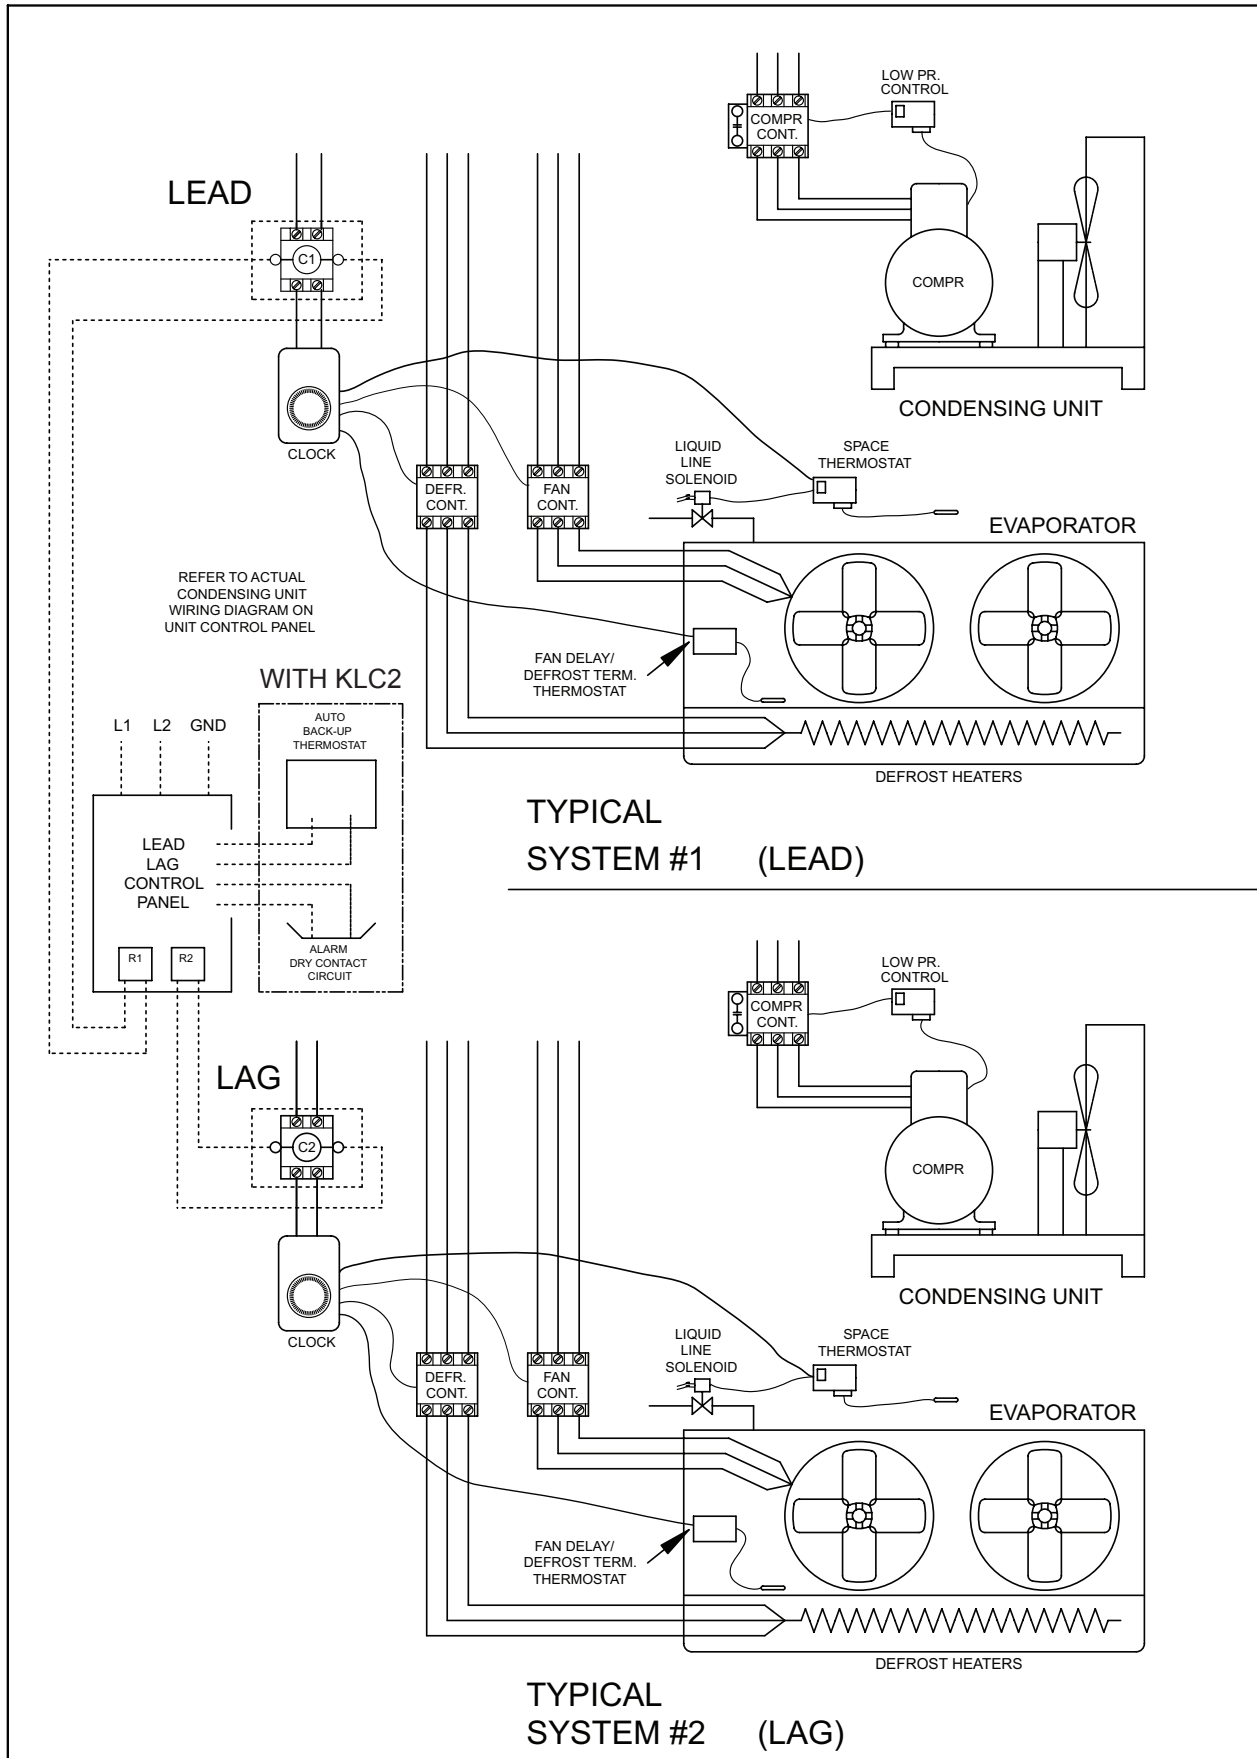 LOW PR.
CONTROL
COMPR
CONT.
LEAD
C1
COMPR
CONDENSING UNIT
CLOCK
LIQUID
LINE
SOLENOID
SPACE
THERMOSTAT
DEFR.
CONT.
FAN
CONT.
EVAPORATOR
REFER TO ACTUAL
CONDENSING UNIT
WIRING DIAGRAM ON
UNIT CONTROL PANEL
FAN DELAY/
DEFROST TERM.
THERMOSTAT
WITH KLC2
L1 L2 GND
AUTO
BACK-UP
THERMOSTAT
DEFROST HEATERS
TYPICAL
SYSTEM #1 (LEAD)
LEAD
LAG
CONTROL
PANEL
R1 R2
ALARM
DRY CONTACT
CIRCUIT
LOW PR.
CONTROL
COMPR
CONT.
LAG
C2
COMPR
CONDENSING UNIT
CLOCK
LIQUID
LINE
SOLENOID
SPACE
THERMOSTAT
DEFR.
CONT.
FAN
CONT.
EVAPORATOR
FAN DELAY/
DEFROST TERM.
THERMOSTAT
DEFROST HEATERS
TYPICAL
SYSTEM #2 (LAG)